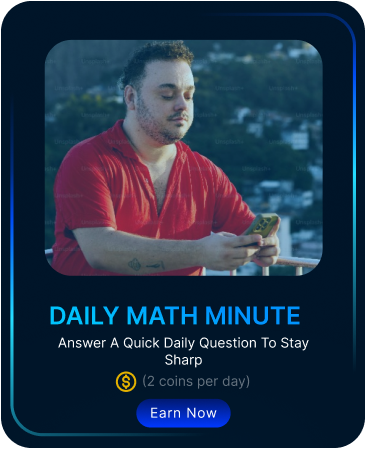 DAILY MATH MINUTE
Answer A Quick Daily Question To Stay
Sharp
(2 coins per day)
Earn Now